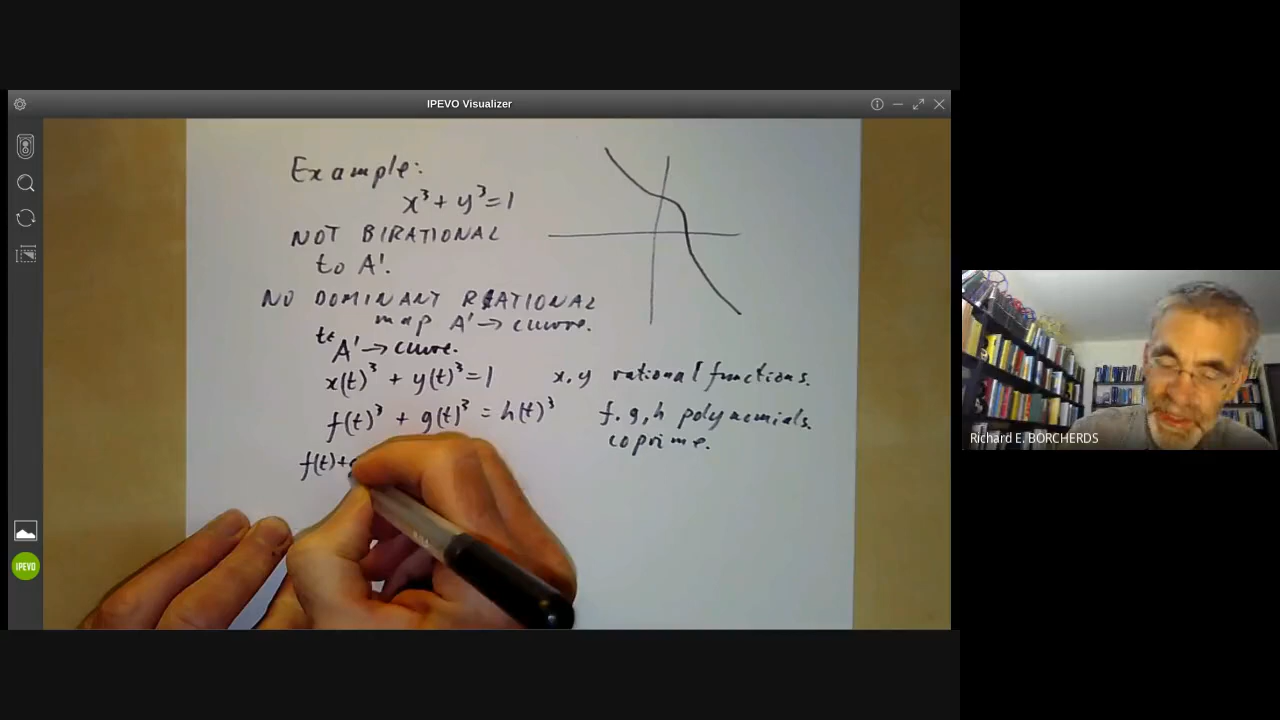 IPEVO Visualizer
Example:
x³ + y³ = 1
NOT BIRATIONAL
to A¹.
NO DOMINANT RATIONAL
map A¹ → curve.
t∈ A¹ → curve.
x(t)³ + y(t)³ = 1 x, y rational functions.
f(t)³ + g(t)³ = h(t)³ f, g, h polynomials.
coprime.
f(t)+
IPEVO
Richard E. BORCHERDS